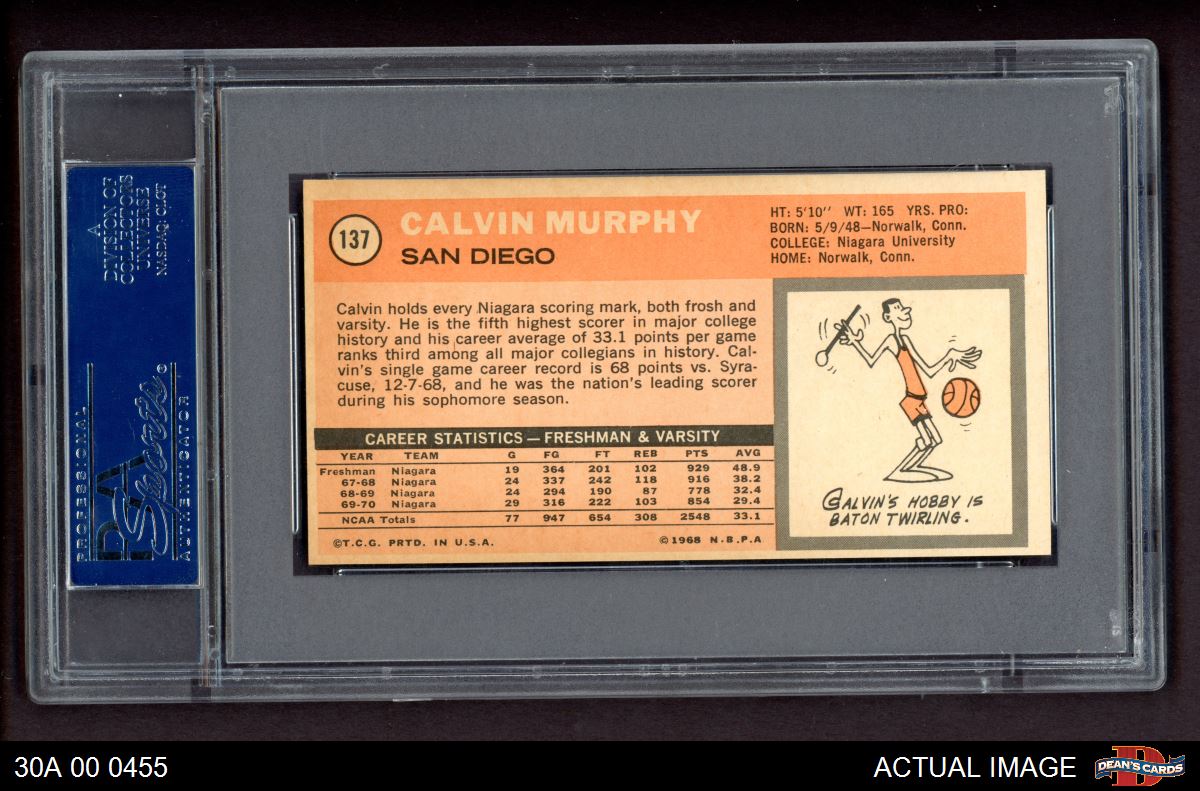 A
DIVISION OF
COLLECTORS
UNIVERSE
NASDAQ: CLCT
PROFESSIONAL
PSA
Sports
AUTHENTICATOR
137
CALVIN MURPHY
SAN DIEGO
HT: 5'10" WT: 165 YRS. PRO:
BORN: 5/9/48—Norwalk, Conn.
COLLEGE: Niagara University
HOME: Norwalk, Conn.
Calvin holds every Niagara scoring mark, both frosh and
varsity. He is the fifth highest scorer in major college
history and his career average of 33.1 points per game
ranks third among all major collegians in history. Cal-
vin's single game career record is 68 points vs. Syra-
cuse, 12-7-68, and he was the nation's leading scorer
during his sophomore season.
CAREER STATISTICS — FRESHMAN & VARSITY
YEAR TEAM G FG FT REB PTS AVG
Freshman Niagara 19 364 201 102 929 48.9
67-68 Niagara 24 337 242 118 916 38.2
68-69 Niagara 24 294 190 87 778 32.4
69-70 Niagara 29 316 222 103 854 29.4
NCAA Totals 77 947 654 308 2548 33.1
©T.C.G. PRTD. IN U.S.A. ©1968 N.B.P.A
CALVIN'S HOBBY IS
BATON TWIRLING.
30A 00 0455
ACTUAL IMAGE
D
DEAN'S CARDS